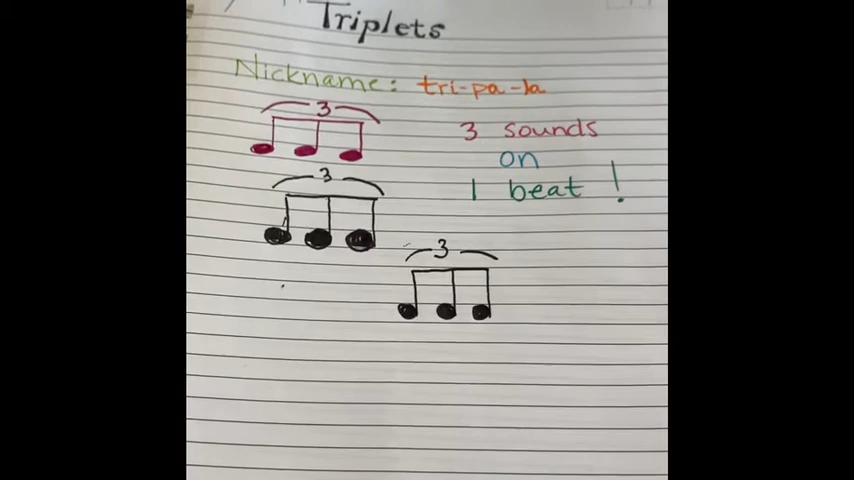 Triplets
Nickname: tri-pa-la
3
3 sounds
on
3
1 beat !
3